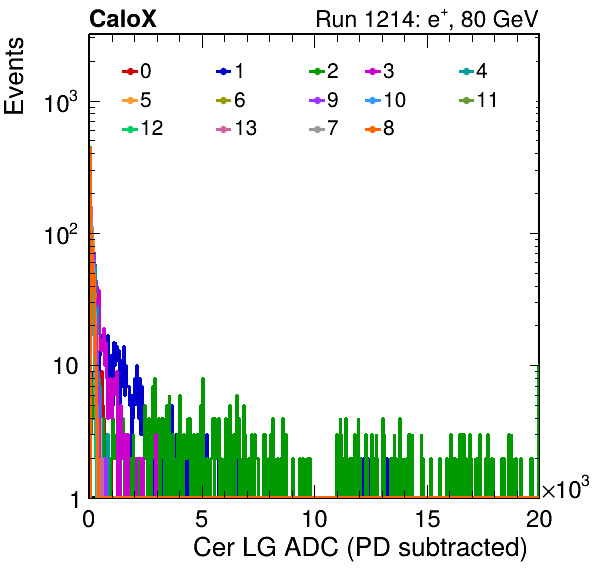 CaloX Run 1214: e⁺, 80 GeV
Events
0 1 2 3 4
5 6 9 10 11
12 13 7 8
10³
10²
10
1
0 5 10 15 20 ×10³
Cer LG ADC (PD subtracted)